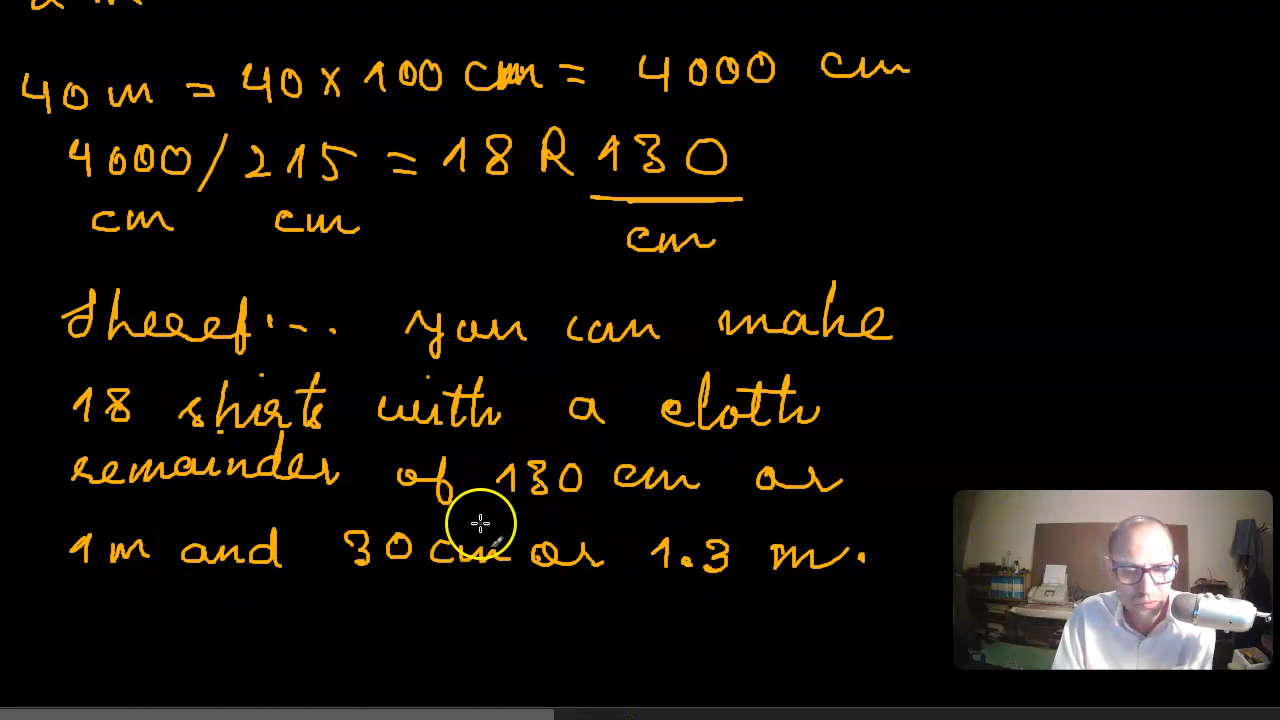 40 m = 40 x 100 cm = 4000 cm
4000 / 215 = 18 R 130
cm cm cm
you can make
18 shirts with a cloth
remainder of 130 cm or
1 m and 30 cm or 1.3 m.